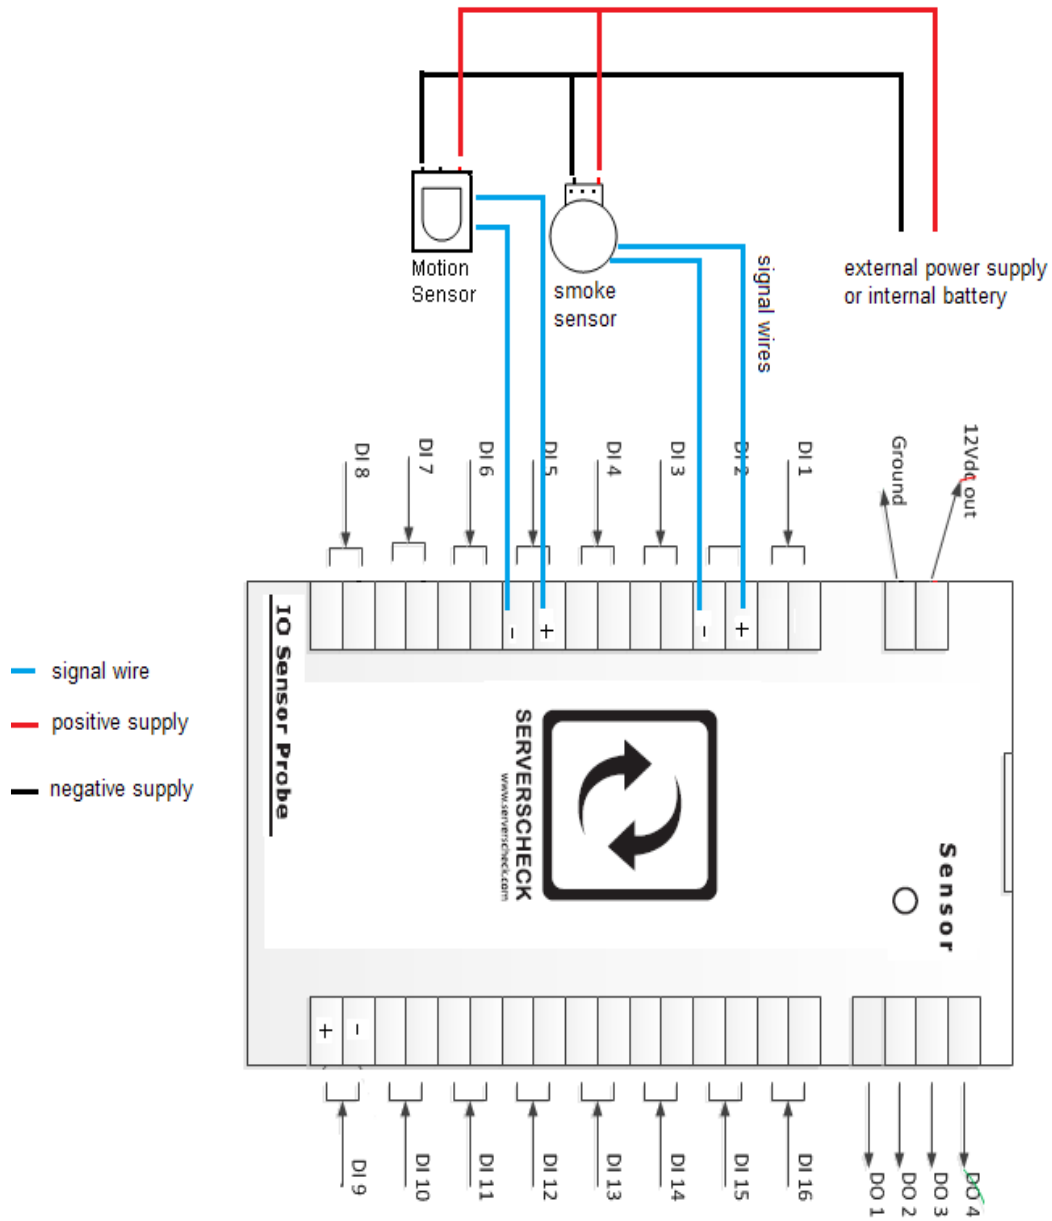 Motion
Sensor
smoke
sensor
signal wires
external power supply
or internal battery
DI 8
DI 7
DI 6
DI 5
DI 4
DI 3
DI 2
DI 1
Ground
12Vdc out
- +
- +
IO Sensor Probe
signal wire
positive supply
negative supply
SERVERSCHECK
www.serverscheck.com
Sensor
+ -
DI 9
DI 10
DI 11
DI 12
DI 13
DI 14
DI 15
DI 16
DO 1
DO 2
DO 3
DO 4